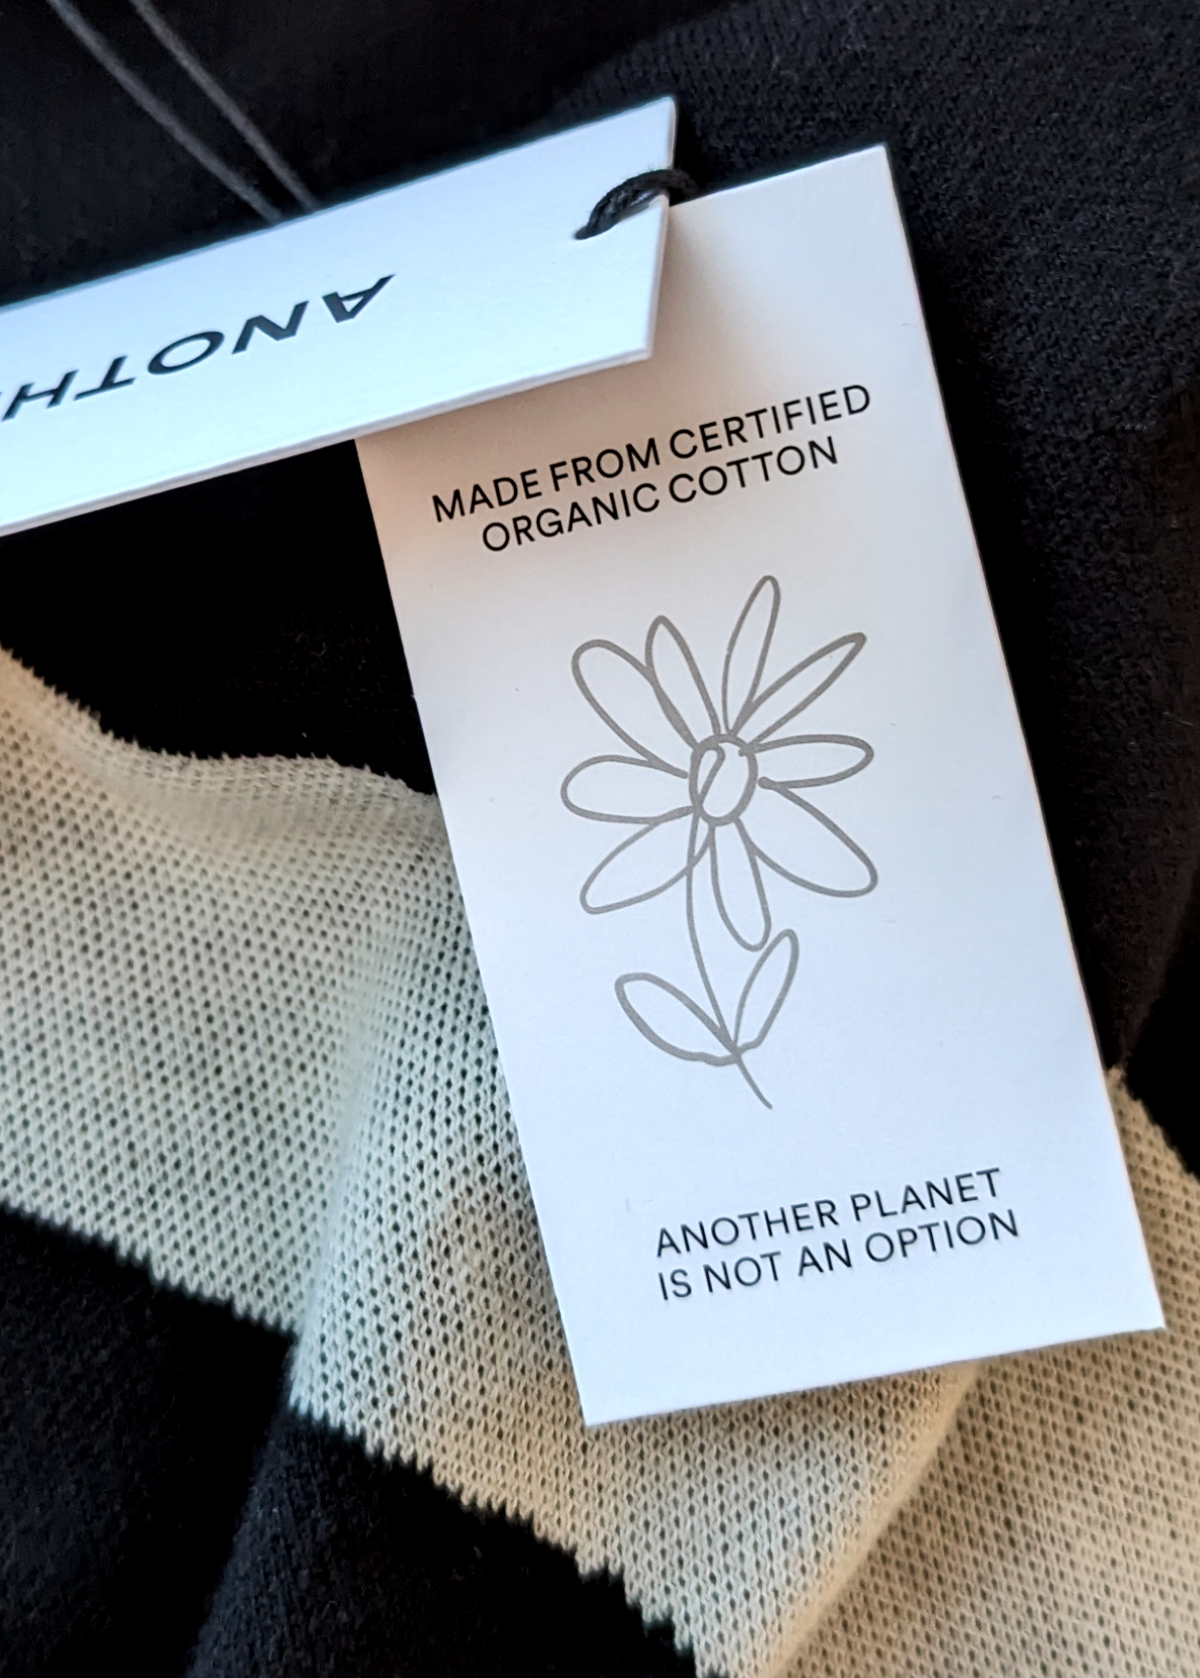 ANOTH
MADE FROM CERTIFIED
ORGANIC COTTON
ANOTHER PLANET
IS NOT AN OPTION